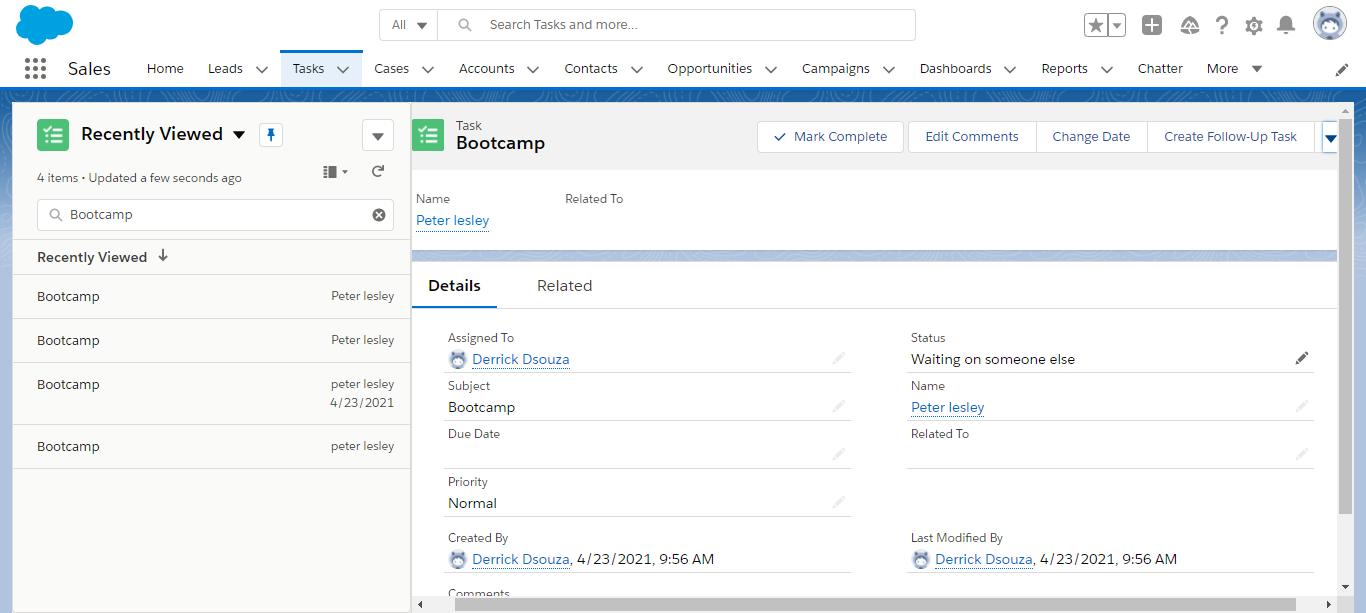 All
Search Tasks and more...
Sales
Home
Leads
Tasks
Cases
Accounts
Contacts
Opportunities
Campaigns
Dashboards
Reports
Chatter
More
Recently Viewed
4 items • Updated a few seconds ago
Bootcamp
Recently Viewed
Bootcamp Peter lesley
Bootcamp Peter lesley
Bootcamp peter lesley
4/23/2021
Bootcamp peter lesley
Task
Bootcamp
Mark Complete
Edit Comments
Change Date
Create Follow-Up Task
Name
Related To
Peter lesley
Details
Related
Assigned To
Derrick Dsouza
Status
Waiting on someone else
Subject
Bootcamp
Name
Peter lesley
Due Date
Related To
Priority
Normal
Created By
Derrick Dsouza, 4/23/2021, 9:56 AM
Last Modified By
Derrick Dsouza, 4/23/2021, 9:56 AM
Comments